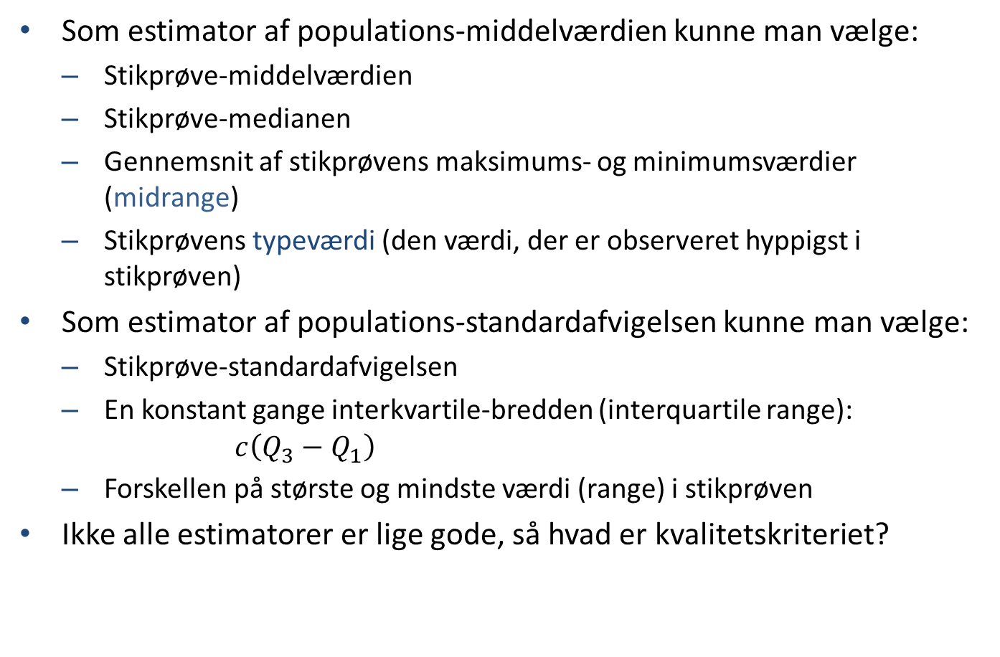 • Som estimator af populations-middelværdien kunne man vælge:
– Stikprøve-middelværdien
– Stikprøve-medianen
– Gennemsnit af stikprøvens maksimums- og minimumsværdier
(midrange)
– Stikprøvens typeværdi (den værdi, der er observeret hyppigst i
stikprøven)
• Som estimator af populations-standardafvigelsen kunne man vælge:
– Stikprøve-standardafvigelsen
– En konstant gange interkvartile-bredden (interquartile range):
c(Q₃ − Q₁)
– Forskellen på største og mindste værdi (range) i stikprøven
• Ikke alle estimatorer er lige gode, så hvad er kvalitetskriteriet?